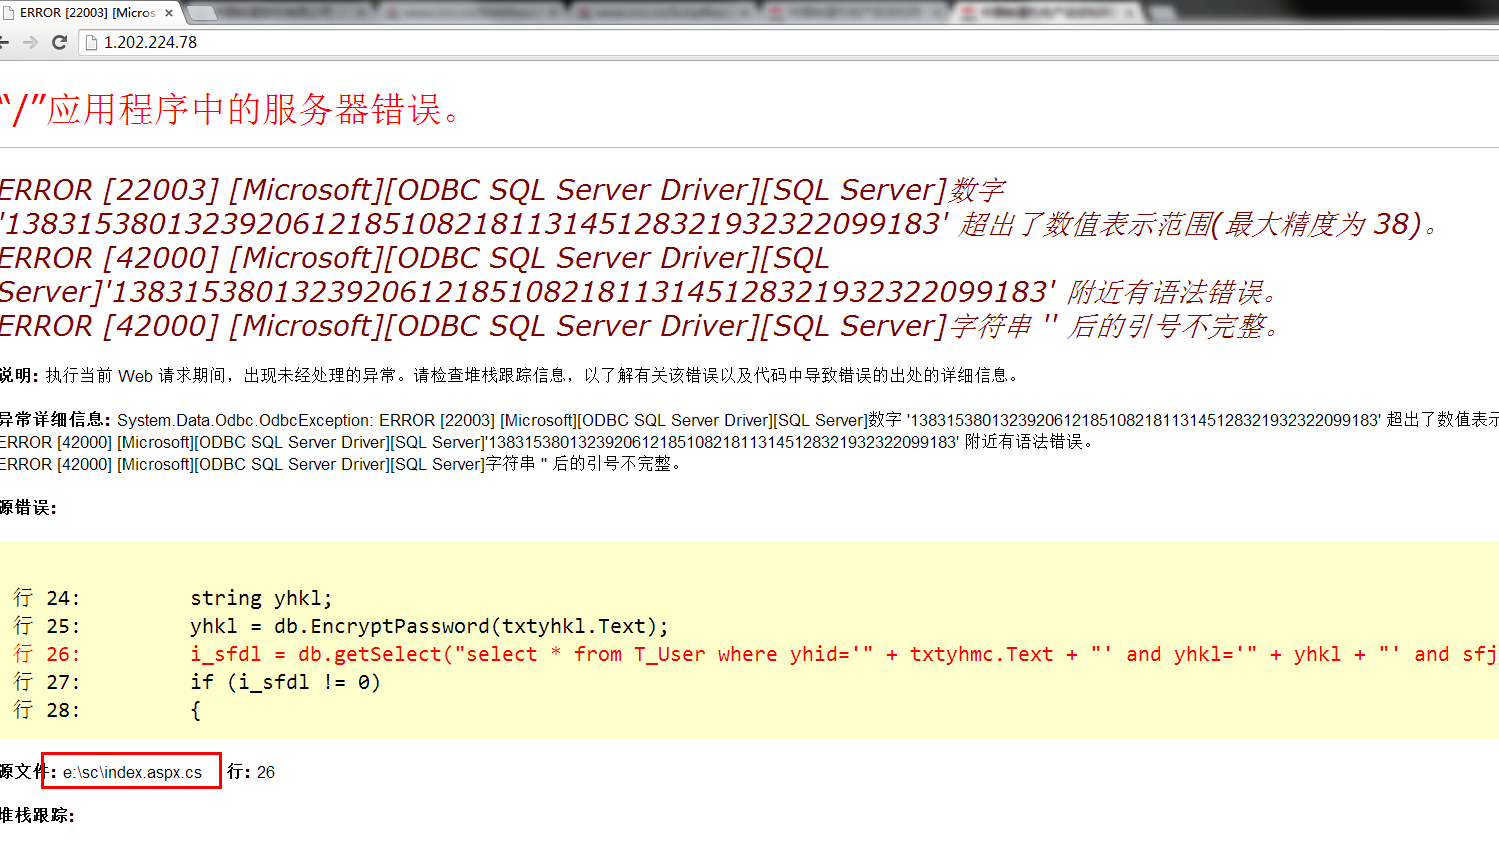 ERROR [22003] [Micros
1.202.224.78
“/”应用程序中的服务器错误。
ERROR [22003] [Microsoft][ODBC SQL Server Driver][SQL Server]数字
'138315380132392061218510821811314512832193232209​9183' 超出了数值表示范围(最大精度为 38)。
ERROR [42000] [Microsoft][ODBC SQL Server Driver][SQL
Server]'1383153801323920612185108218113145128321932322099183' 附近有语法错误。
ERROR [42000] [Microsoft][ODBC SQL Server Driver][SQL Server]字符串 '' 后的引号不完整。
说明: 执行当前 Web 请求期间，出现未经处理的异常。请检查堆栈跟踪信息，以了解有关该错误以及代码中导致错误的出处的详细信息。
异常详细信息: System.Data.Odbc.OdbcException: ERROR [22003] [Microsoft][ODBC SQL Server Driver][SQL Server]数字 '1383153801323920612185108218113145128321932322099183' 超出了数值表示
ERROR [42000] [Microsoft][ODBC SQL Server Driver][SQL Server]'1383153801323920612185108218113145128321932322099183' 附近有语法错误。
ERROR [42000] [Microsoft][ODBC SQL Server Driver][SQL Server]字符串 '' 后的引号不完整。
源错误:
行 24: string yhkl;
行 25: yhkl = db.EncryptPassword(txtyhkl.Text);
行 26: i_sfdl = db.getSelect("select * from T_User where yhid='" + txtyhmc.Text + "' and yhkl='" + yhkl + "' and sfj
行 27: if (i_sfdl != 0)
行 28: {
源文件: e:\sc\index.aspx.cs 行: 26
堆栈跟踪: